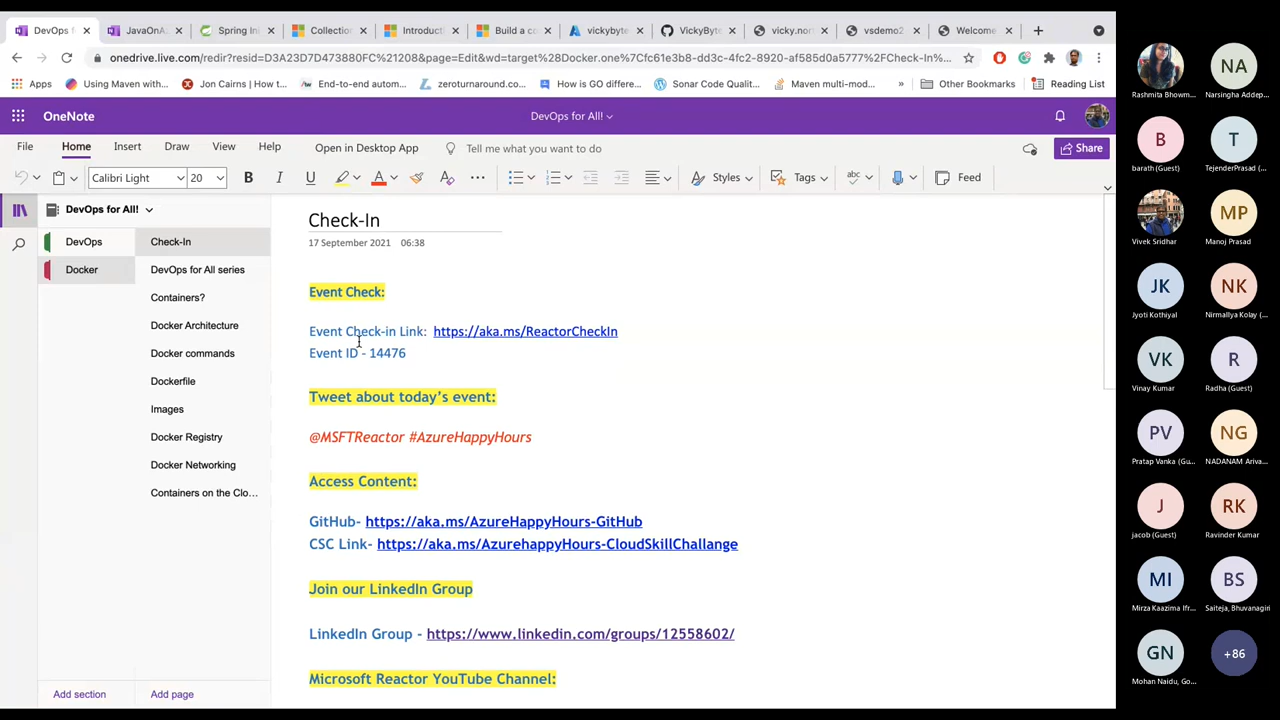 DevOps f
JavaOnA
Spring In
Collection
Introduct
Build a co
vickybyte
VickyByte
vicky.nor
vsdemo2
Welcome
onedrive.live.com/redir?resid=D3A23D7D473880FC%21208&page=Edit&wd=target%28Docker.one%7Cfc61e3b8-dd3c-4fc2-8920-af585d0a5777%2FCheck-In%...
Apps
Using Maven with...
Jon Cairns | How t...
End-to-end autom...
zeroturnaround.co...
How is GO differe...
Sonar Code Qualit...
Maven multi-mod...
»
Other Bookmarks
Reading List
OneNote
DevOps for All!
File
Home
Insert
Draw
View
Help
Open in Desktop App
Tell me what you want to do
Share
Calibri Light
20
B
I
U
Styles
Tags
Feed
DevOps for All!
DevOps
Docker
Check-In
DevOps for All series
Containers?
Docker Architecture
Docker commands
Dockerfile
Images
Docker Registry
Docker Networking
Containers on the Clo...
Add section
Add page
Check-In
17 September 2021 06:38
Event Check:
Event Check-in Link: https://aka.ms/ReactorCheckIn
Event ID - 14476
Tweet about today's event:
@MSFTReactor #AzureHappyHours
Access Content:
GitHub- https://aka.ms/AzureHappyHours-GitHub
CSC Link- https://aka.ms/AzurehappyHours-CloudSkillChallange
Join our LinkedIn Group
LinkedIn Group - https://www.linkedin.com/groups/12558602/
Microsoft Reactor YouTube Channel:
Rashmita Bhowm...
NA
Narsingha Addep...
B
barath (Guest)
T
TejenderPrasad (...
Vivek Sridhar
MP
Manoj Prasad
JK
Jyoti Kothiyal
NK
Nirmallya Kolay (...
VK
Vinay Kumar
R
Radha (Guest)
PV
Pratap Vanka (Gu...
NG
NADANAM Ariva...
J
jacob (Guest)
RK
Ravinder Kumar
MI
Mirza Kaazima Ifr...
BS
Saiteja, Bhuvanagiri
GN
Mohan Naidu, Go...
+86